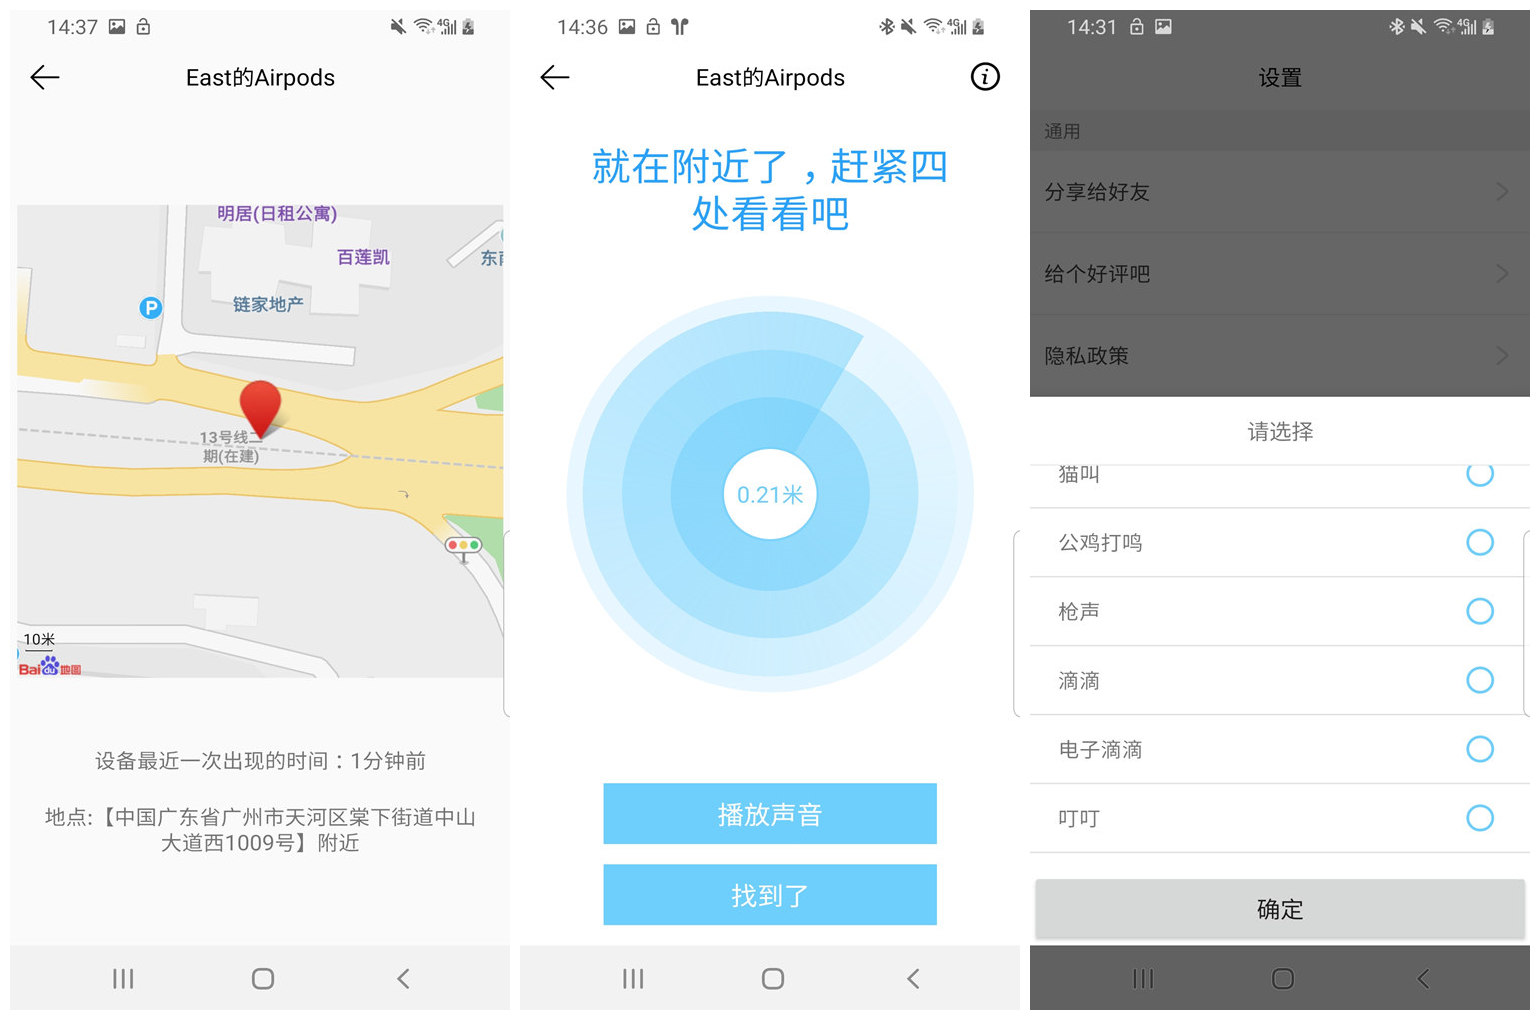 14:37
East的Airpods
明居(日租公寓)
百莲凯
东
链家地产
P
13号线二
期(在建)
10米
Bai du 地图
设备最近一次出现的时间：1分钟前
地点:【中国广东省广州市天河区棠下街道中山
大道西1009号】附近
14:36
East的Airpods
就在附近了，赶紧四
处看看吧
0.21米
播放声音
找到了
14:31
设置
通用
分享给好友
给个好评吧
隐私政策
请选择
猫叫
公鸡打鸣
枪声
滴滴
电子滴滴
叮叮
确定